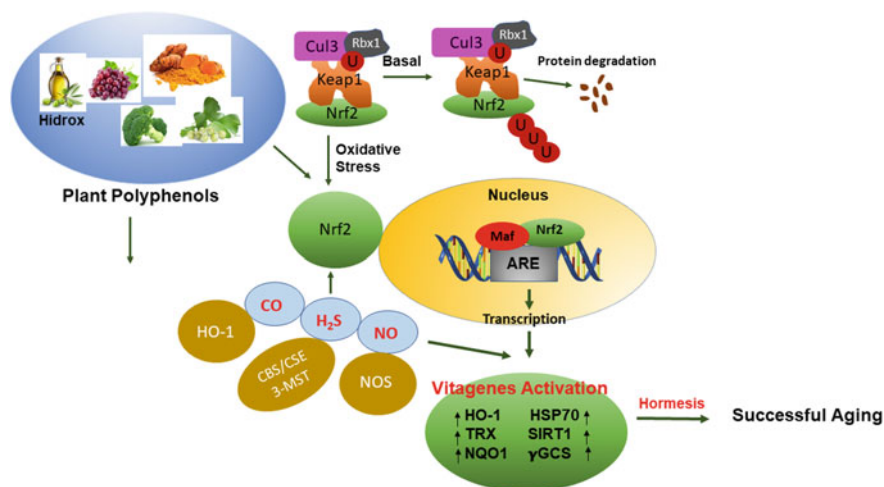 Hidrox
Plant Polyphenols
Cul3
Rbx1
U
Keap1
Nrf2
Basal
Cul3
Rbx1
U
Keap1
Nrf2
U
U
U
Protein degradation
Oxidative
Stress
Nrf2
Nucleus
Maf
Nrf2
ARE
Transcription
CO
H₂S
NO
HO-1
CBS/CSE
3-MST
NOS
Vitagenes Activation
↑ HO-1 HSP70 ↑
↑ TRX SIRT1 ↑
↑ NQO1 γGCS ↑
Hormesis
Successful Aging